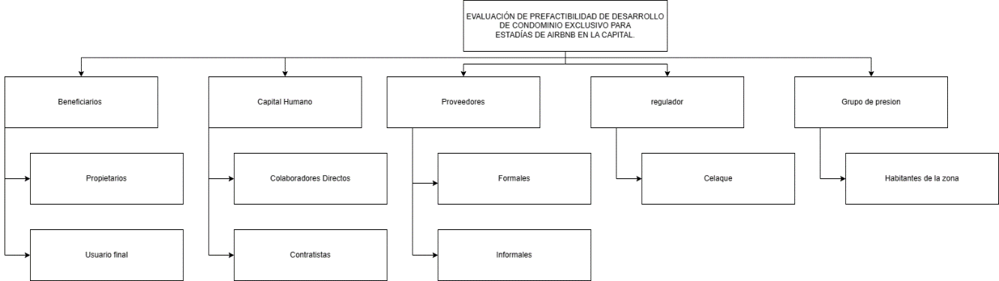 EVALUACIÓN DE PREFACTIBILIDAD DE DESARROLLO
DE CONDOMINIO EXCLUSIVO PARA
ESTADÍAS DE AIRBNB EN LA CAPITAL.
Beneficiarios
Capital Humano
Proveedores
regulador
Grupo de presion
Propietarios
Colaboradores Directos
Formales
Celaque
Habitantes de la zona
Usuario final
Contratistas
Informales